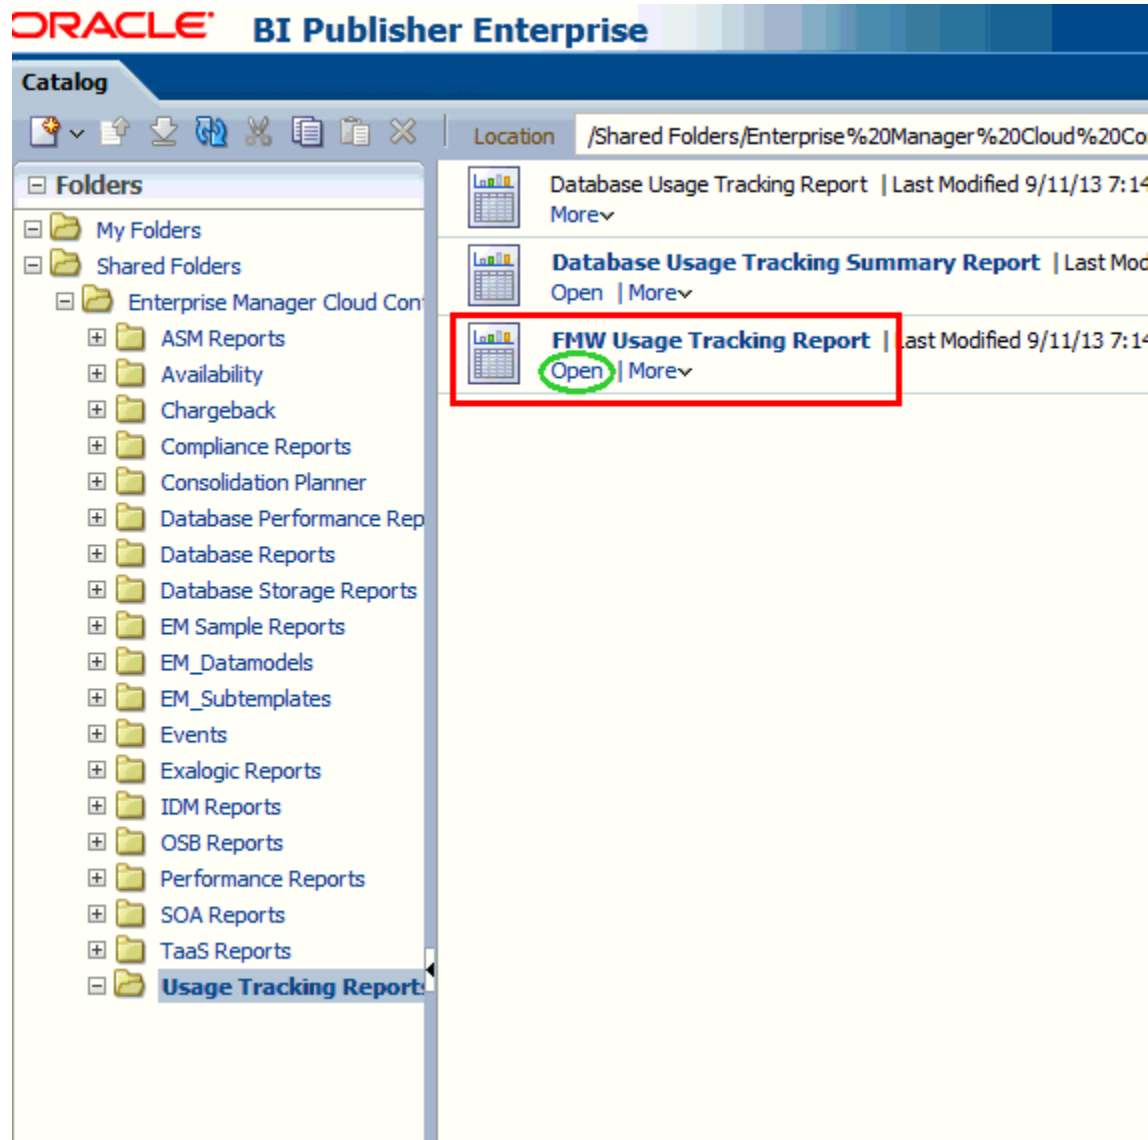 ORACLE BI Publisher Enterprise
Catalog
Location /Shared Folders/Enterprise%20Manager%20Cloud%20Co
Folders
My Folders
Shared Folders
Enterprise Manager Cloud Con
ASM Reports
Availability
Chargeback
Compliance Reports
Consolidation Planner
Database Performance Rep
Database Reports
Database Storage Reports
EM Sample Reports
EM_Datamodels
EM_Subtemplates
Events
Exalogic Reports
IDM Reports
OSB Reports
Performance Reports
SOA Reports
TaaS Reports
Usage Tracking Reports
Database Usage Tracking Report | Last Modified 9/11/13 7:14
More
Database Usage Tracking Summary Report | Last Mod
Open | More
FMW Usage Tracking Report | Last Modified 9/11/13 7:14
Open | More